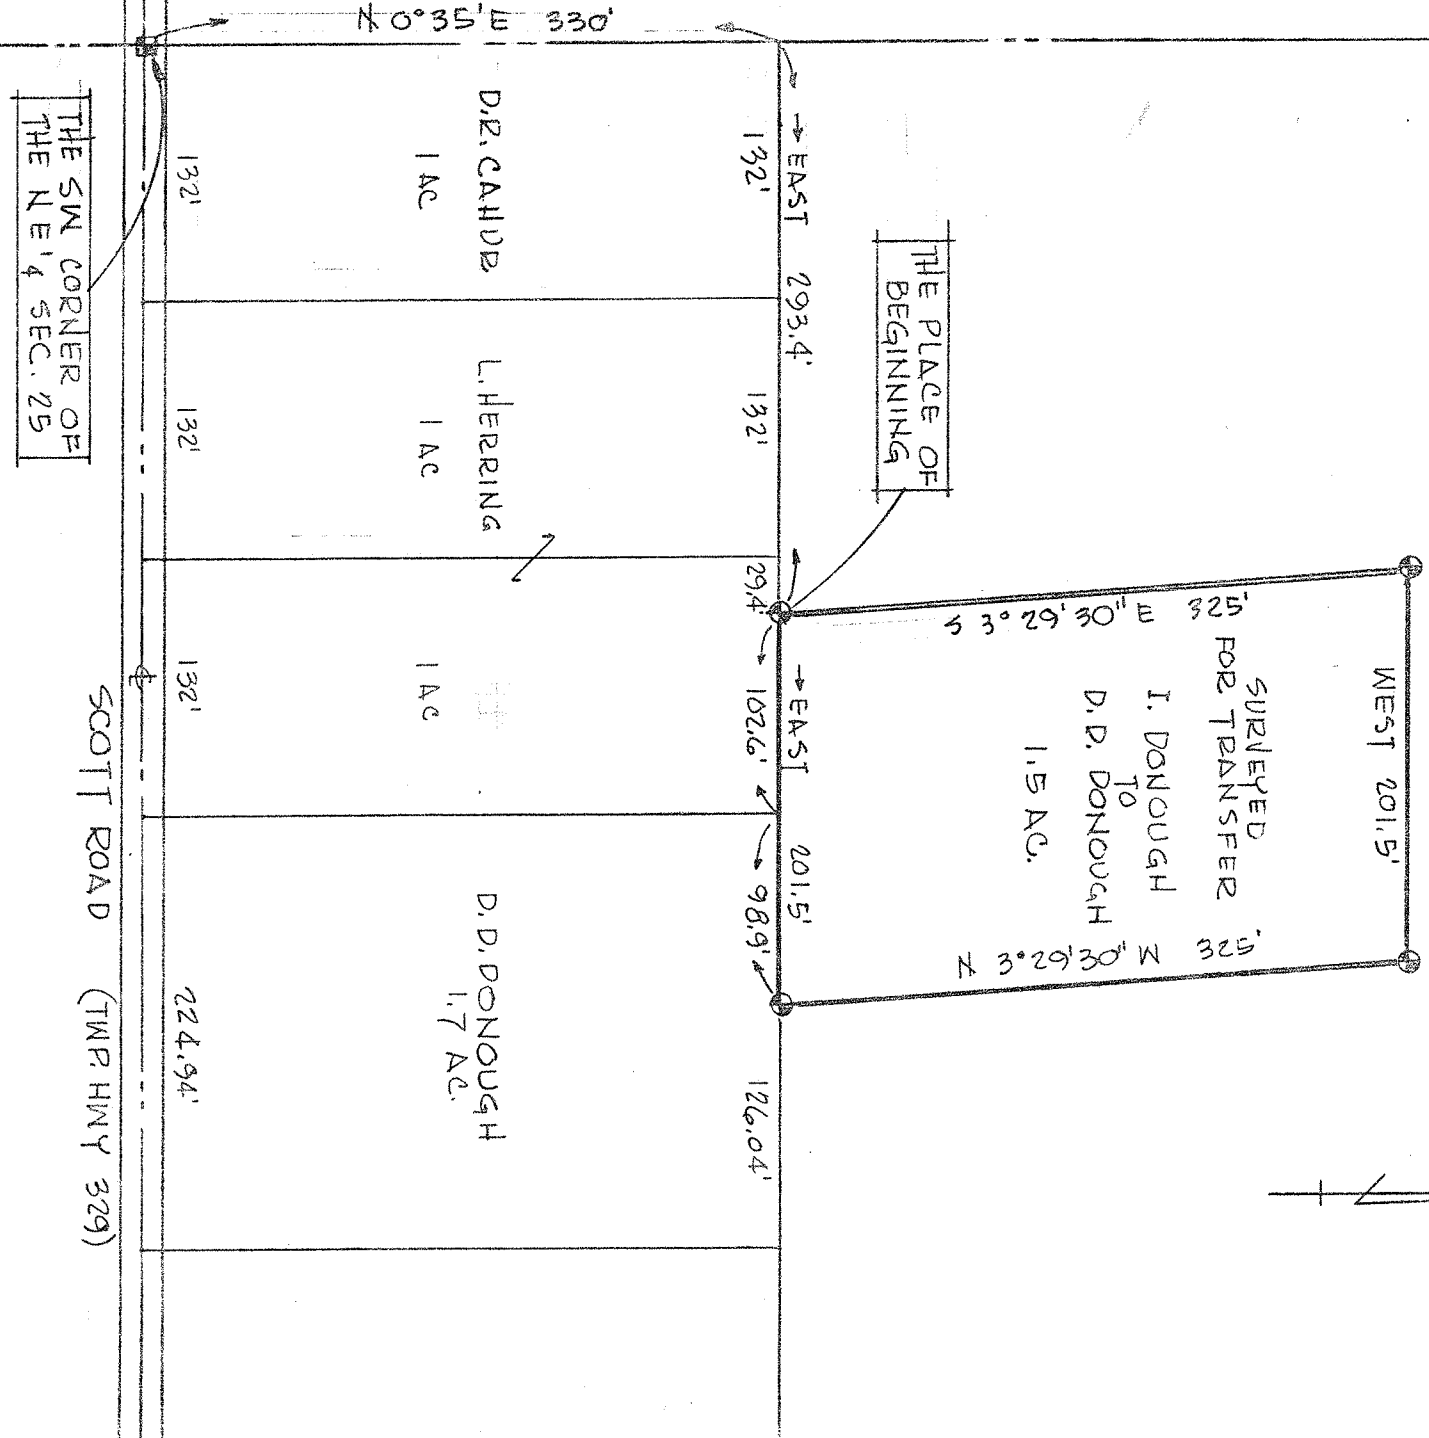 N 0°35'E 330'
→ EAST 293.4'
132'
132'
29.4'
THE PLACE OF
BEGINNING
WEST 201.5'
S 3°29'30" E 325'
N 3°29'30" W 325'
SURVEYED
FOR TRANSFER
I. DONOUGH
TO
D.D. DONOUGH
1.5 AC.
→ EAST 201.5'
102.6'
98.9'
126.04'
L. HERRING
1 AC
1 AC
1 AC
D.D. DONOUGH
1.7 AC.
132'
132'
132'
224.94'
THE SW CORNER OF
THE NE 1/4 SEC. 25
SCOTT ROAD (TWP. HWY 329)